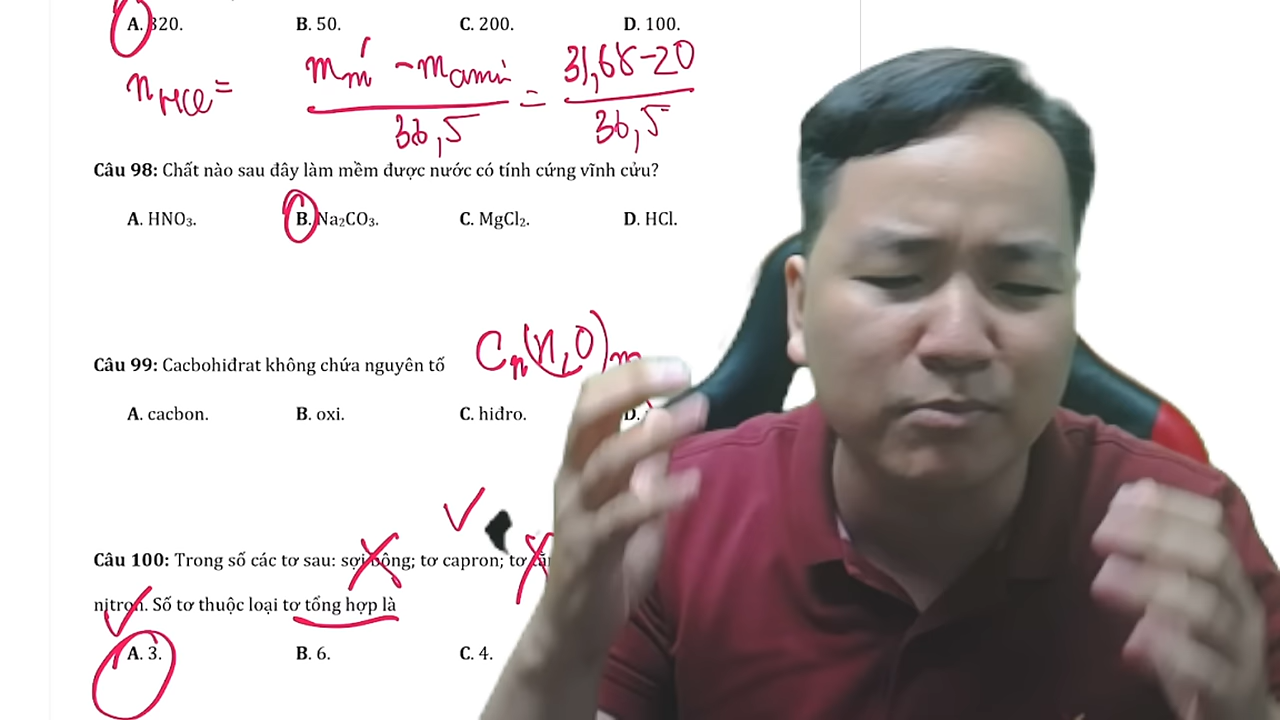 A. 320. B. 50. C. 200. D. 100.
n HCl = m m' - m amin / 36,5 = 31,68-20 / 36,5
Câu 98: Chất nào sau đây làm mềm được nước có tính cứng vĩnh cửu?
A. HNO₃. B. Na₂CO₃. C. MgCl₂. D. HCl.
Cn(H₂O)m
Câu 99: Cacbohiđrat không chứa nguyên tố
A. cacbon. B. oxi. C. hiđro. D.
Câu 100: Trong số các tơ sau: sợi bông; tơ capron; tơ
nitron. Số tơ thuộc loại tơ tổng hợp là
A. 3. B. 6. C. 4.